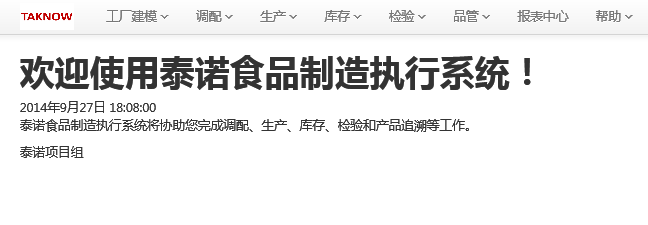 TAKNOW 工厂建模 调配 生产 库存 检验 品管 报表中心 帮助
欢迎使用泰诺食品制造执行系统！
2014年9月27日 18:08:00
泰诺食品制造执行系统将协助您完成调配、生产、库存、检验和产品追溯等工作。
泰诺项目组